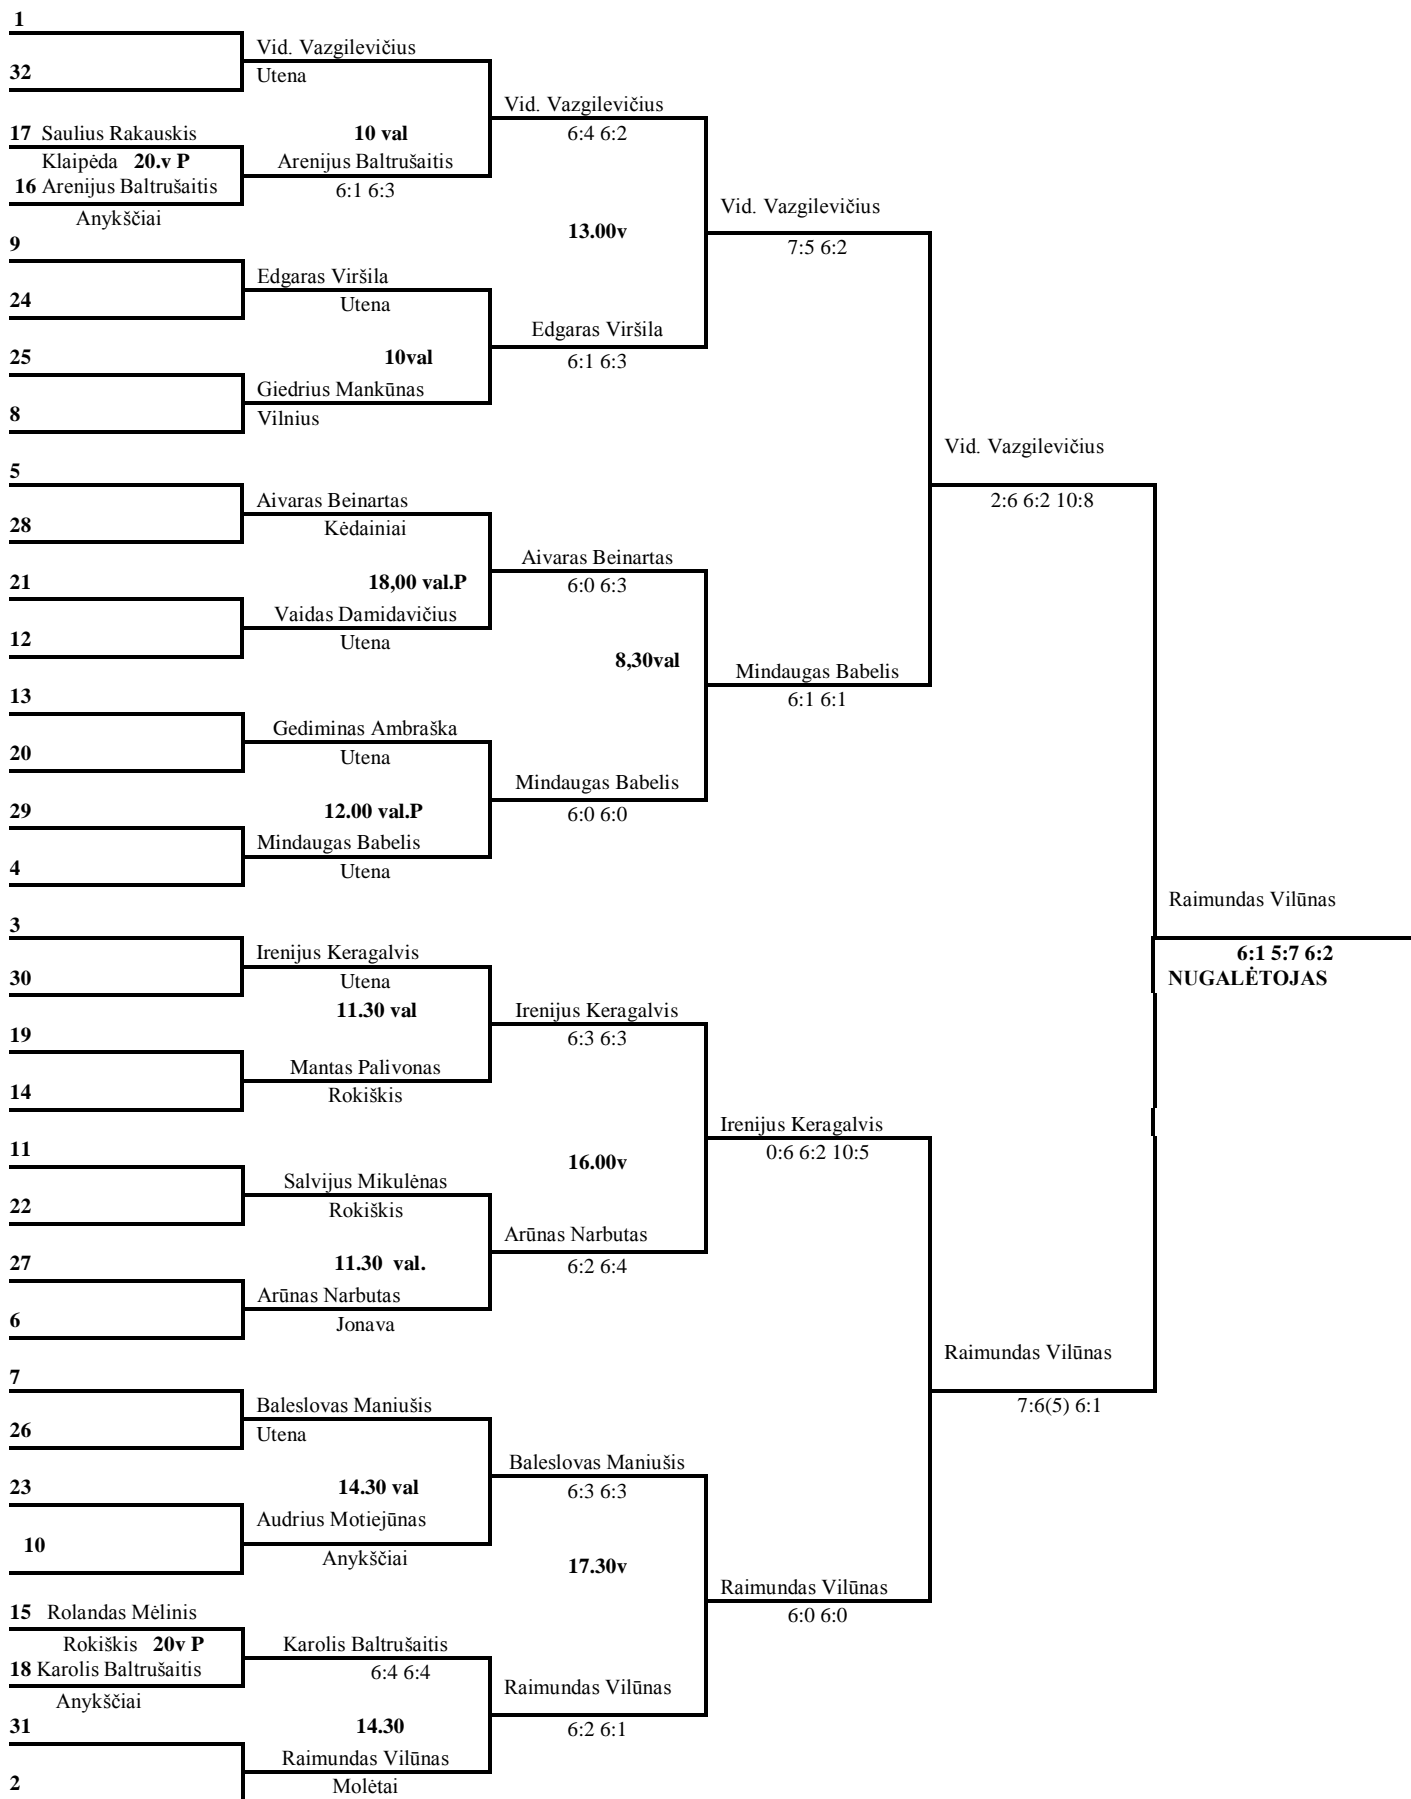 1
Vid. Vazgilevičius
32
Utena
Vid. Vazgilevičius
17 Saulius Rakauskis
10 val
6:4 6:2
Klaipėda 20.v P
Arenijus Baltrušaitis
16 Arenijus Baltrušaitis
6:1 6:3
Anykščiai
Vid. Vazgilevičius
13.00v
9
7:5 6:2
Edgaras Viršila
24
Utena
Edgaras Viršila
25
10val
6:1 6:3
Giedrius Mankūnas
8
Vilnius
Vid. Vazgilevičius
5
Aivaras Beinartas
2:6 6:2 10:8
28
Kėdainiai
Aivaras Beinartas
21
18,00 val.P
6:0 6:3
Vaidas Damidavičius
12
Utena
8,30val
Mindaugas Babelis
13
6:1 6:1
Gediminas Ambraška
20
Utena
Mindaugas Babelis
29
12.00 val.P
6:0 6:0
Mindaugas Babelis
4
Utena
Raimundas Vilūnas
3
Irenijus Keragalvis
6:1 5:7 6:2
30
Utena
NUGALĖTOJAS
11.30 val
Irenijus Keragalvis
19
6:3 6:3
Mantas Palivonas
14
Rokiškis
Irenijus Keragalvis
11
0:6 6:2 10:5
16.00v
Salvijus Mikulėnas
22
Rokiškis
Arūnas Narbutas
27
11.30 val.
6:2 6:4
Arūnas Narbutas
6
Jonava
Raimundas Vilūnas
7
Baleslovas Maniušis
7:6(5) 6:1
26
Utena
Baleslovas Maniušis
23
14.30 val
6:3 6:3
Audrius Motiejūnas
10
Anykščiai
17.30v
Raimundas Vilūnas
15 Rolandas Mėlinis
6:0 6:0
Rokiškis 20v P
Karolis Baltrušaitis
18 Karolis Baltrušaitis
6:4 6:4
Anykščiai
Raimundas Vilūnas
31
14.30
6:2 6:1
Raimundas Vilūnas
2
Molėtai